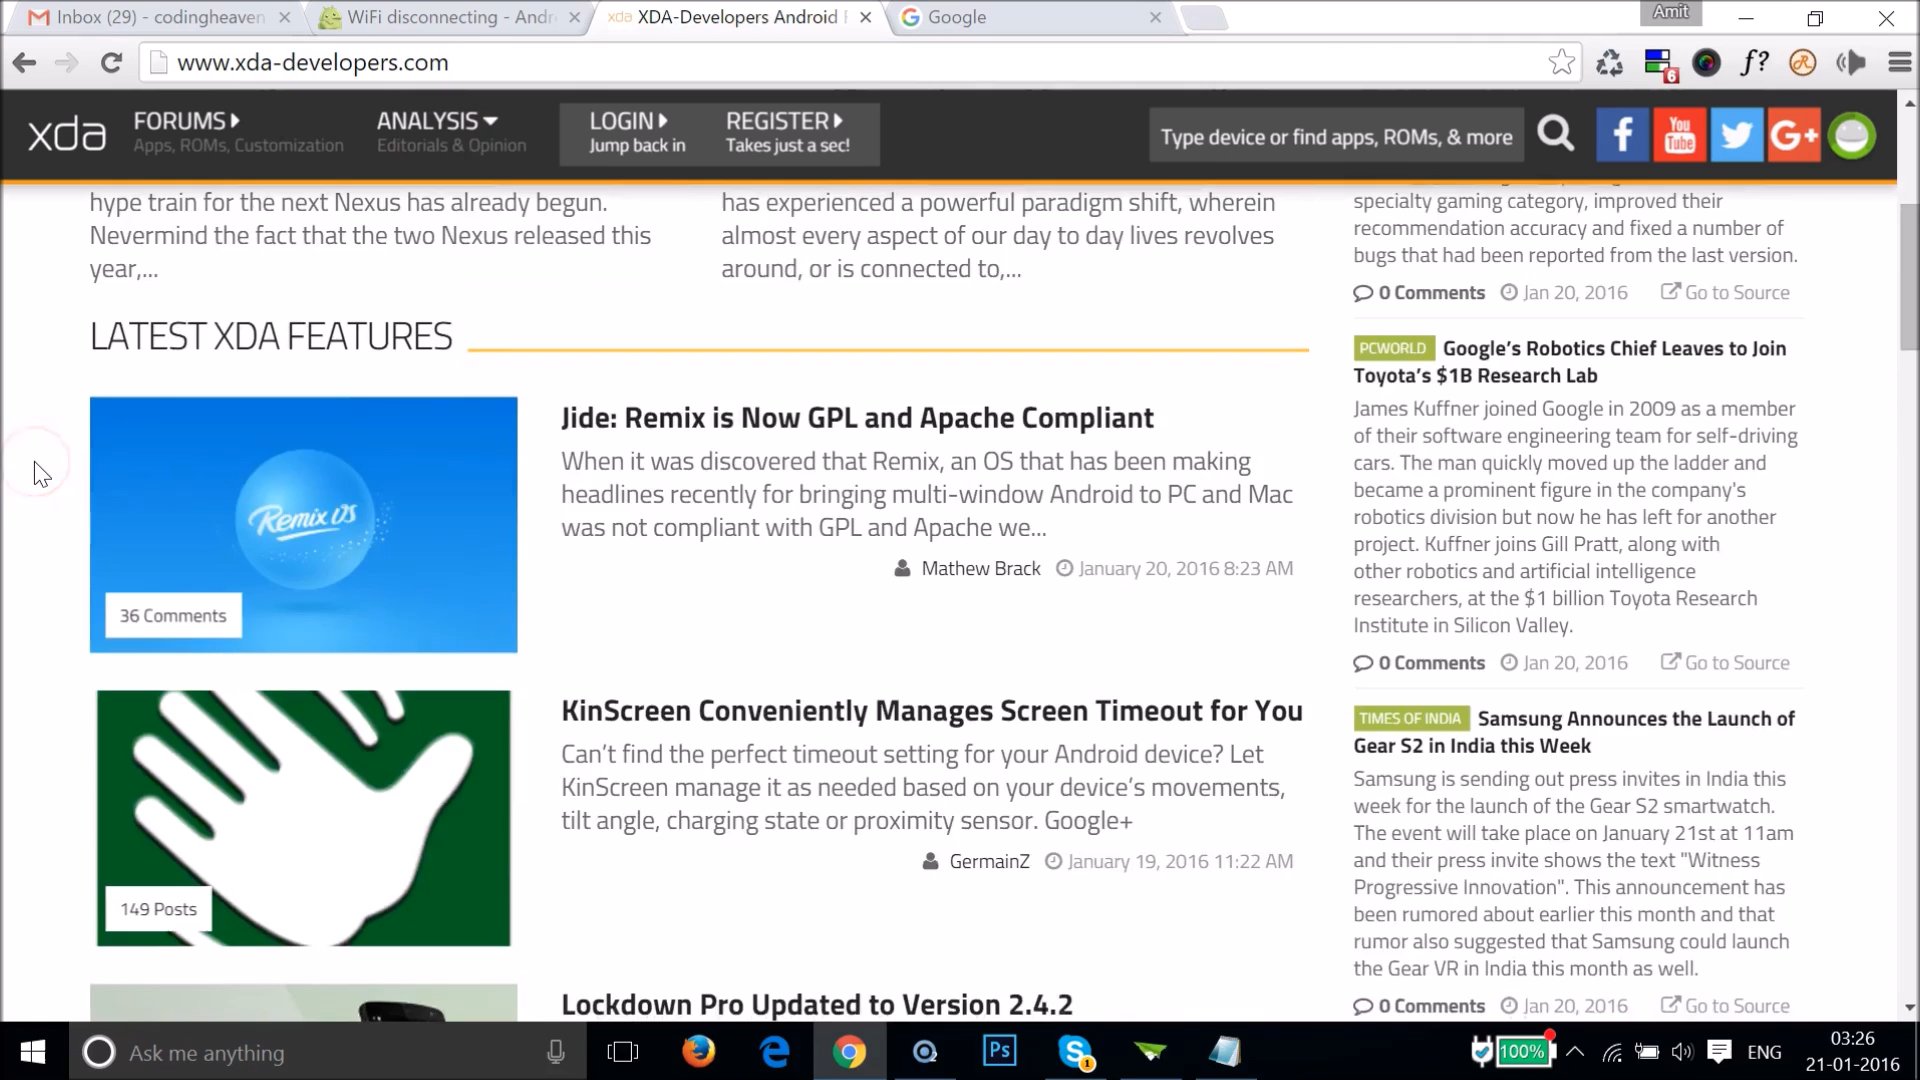 Inbox (29) - codingheaven
WiFi disconnecting - Andr
xda XDA-Developers Android F
Google
Amit
www.xda-developers.com
6
f?
xda
FORUMS
Apps, ROMs, Customization
ANALYSIS
Editorials & Opinion
LOGIN
Jump back in
REGISTER
Takes just a sec!
Type device or find apps, ROMs, & more
f
You
Tube
G+
hype train for the next Nexus has already begun.
Nevermind the fact that the two Nexus released this
year,...
has experienced a powerful paradigm shift, wherein
almost every aspect of our day to day lives revolves
around, or is connected to,...
LATEST XDA FEATURES
Remix OS
36 Comments
Jide: Remix is Now GPL and Apache Compliant
When it was discovered that Remix, an OS that has been making
headlines recently for bringing multi-window Android to PC and Mac
was not compliant with GPL and Apache we...
Mathew Brack January 20, 2016 8:23 AM
149 Posts
KinScreen Conveniently Manages Screen Timeout for You
Can't find the perfect timeout setting for your Android device? Let
KinScreen manage it as needed based on your device's movements,
tilt angle, charging state or proximity sensor. Google+
GermainZ January 19, 2016 11:22 AM
Lockdown Pro Updated to Version 2.4.2
specialty gaming category, improved their
recommendation accuracy and fixed a number of
bugs that had been reported from the last version.
0 Comments Jan 20, 2016 Go to Source
PCWORLD Google's Robotics Chief Leaves to Join
Toyota's $1B Research Lab
James Kuffner joined Google in 2009 as a member
of their software engineering team for self-driving
cars. The man quickly moved up the ladder and
became a prominent figure in the company's
robotics division but now he has left for another
project. Kuffner joins Gill Pratt, along with
other robotics and artificial intelligence
researchers, at the $1 billion Toyota Research
Institute in Silicon Valley.
0 Comments Jan 20, 2016 Go to Source
TIMES OF INDIA Samsung Announces the Launch of
Gear S2 in India this Week
Samsung is sending out press invites in India this
week for the launch of the Gear S2 smartwatch.
The event will take place on January 21st at 11am
and their press invite shows the text "Witness
Progressive Innovation". This announcement has
been rumored about earlier this month and that
rumor also suggested that Samsung could launch
the Gear VR in India this month as well.
0 Comments Jan 20, 2016 Go to Source
Ask me anything
Ps
1
100%
ENG
03:26
21-01-2016